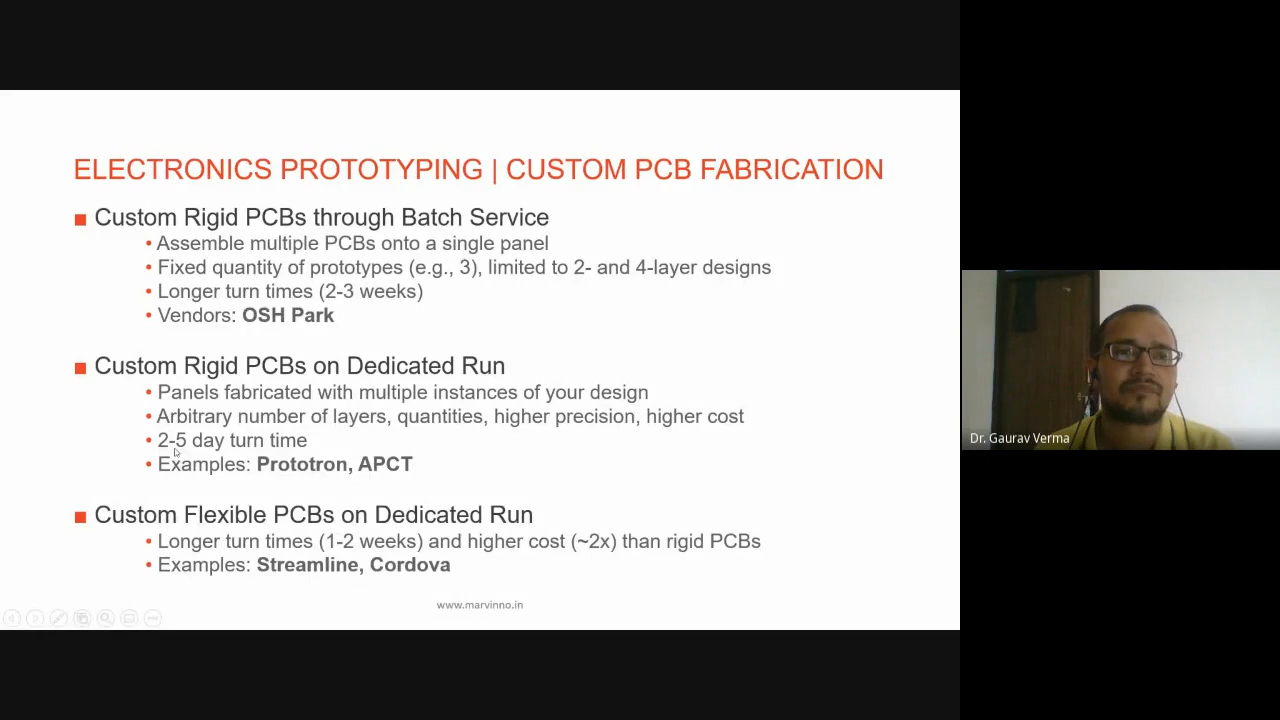 ELECTRONICS PROTOTYPING | CUSTOM PCB FABRICATION
Custom Rigid PCBs through Batch Service
• Assemble multiple PCBs onto a single panel
• Fixed quantity of prototypes (e.g., 3), limited to 2- and 4-layer designs
• Longer turn times (2-3 weeks)
• Vendors: OSH Park
Custom Rigid PCBs on Dedicated Run
• Panels fabricated with multiple instances of your design
• Arbitrary number of layers, quantities, higher precision, higher cost
• 2-5 day turn time
• Examples: Prototron, APCT
Custom Flexible PCBs on Dedicated Run
• Longer turn times (1-2 weeks) and higher cost (~2x) than rigid PCBs
• Examples: Streamline, Cordova
www.marvinno.in
Dr. Gaurav Verma